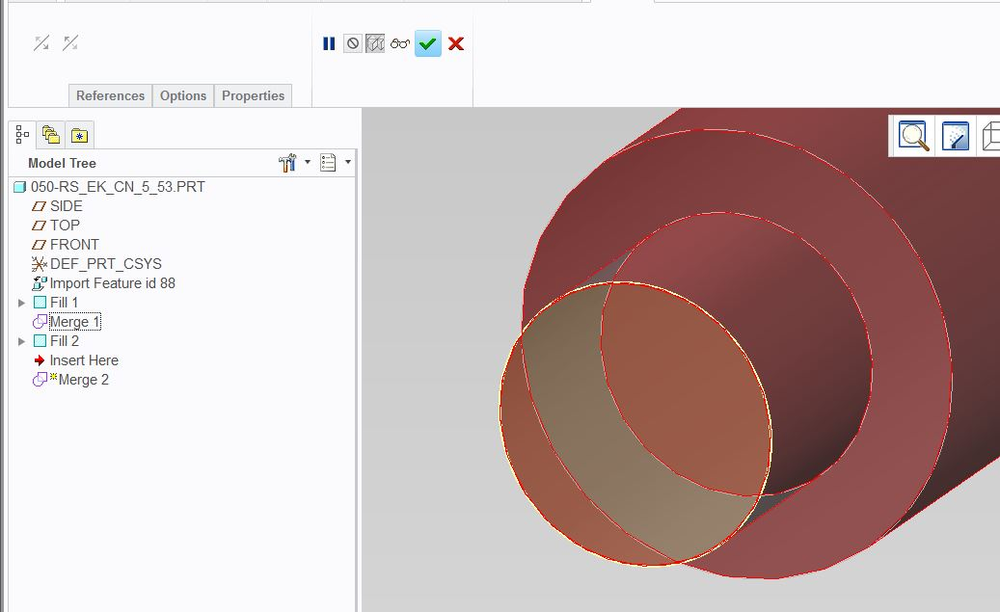 References Options Properties
Model Tree
050-RS_EK_CN_5_53.PRT
SIDE
TOP
FRONT
DEF_PRT_CSYS
Import Feature id 88
Fill 1
Merge 1
Fill 2
Insert Here
Merge 2